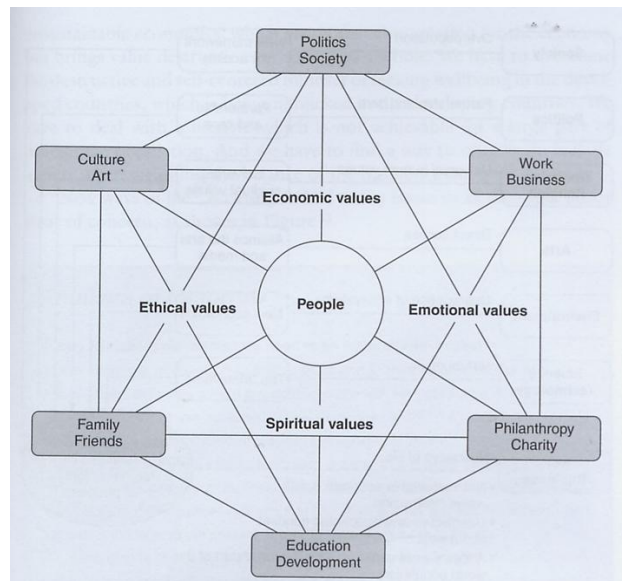 Politics
Society
Culture
Art
Work
Business
Economic values
Ethical values
People
Emotional values
Family
Friends
Spiritual values
Philanthropy
Charity
Education
Development